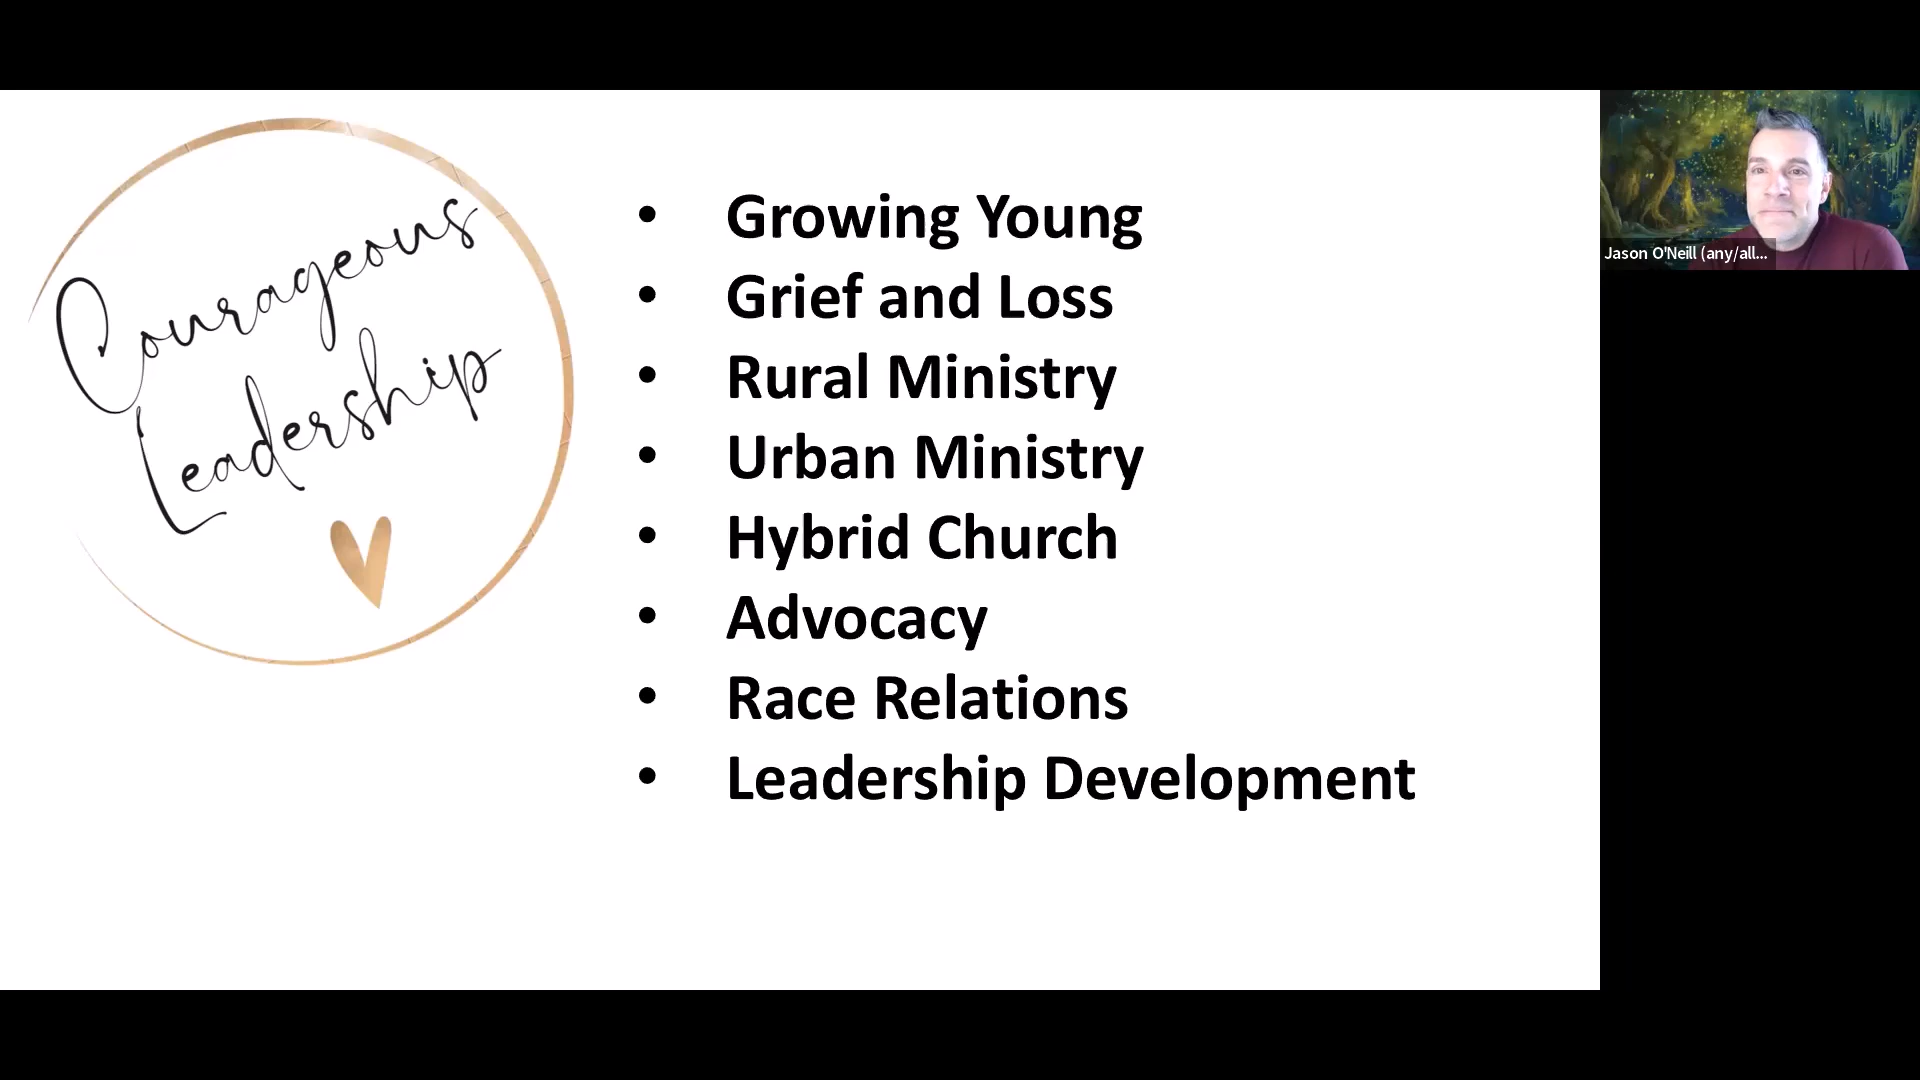 Courageous
Leadership
• Growing Young
• Grief and Loss
• Rural Ministry
• Urban Ministry
• Hybrid Church
• Advocacy
• Race Relations
• Leadership Development
Jason O'Neill (any/all...